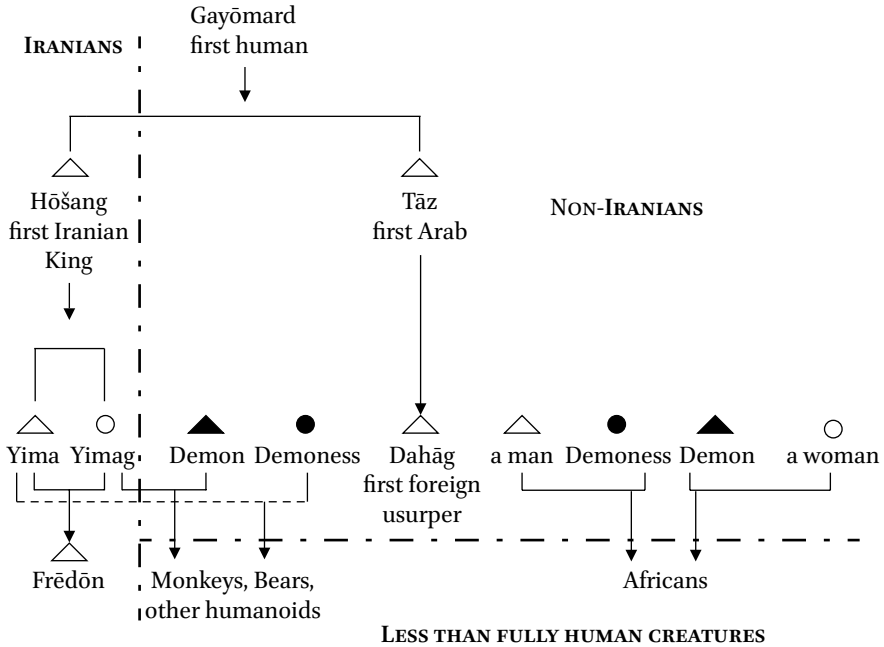 Gayōmard
first human
IRANIANS
Hōšang
first Iranian
King
Tāz
first Arab
NON-IRANIANS
Yima Yimag Demon Demoness Dahāg a man Demoness Demon a woman
first foreign
usurper
Frēdōn Monkeys, Bears, Africans
other humanoids
LESS THAN FULLY HUMAN CREATURES